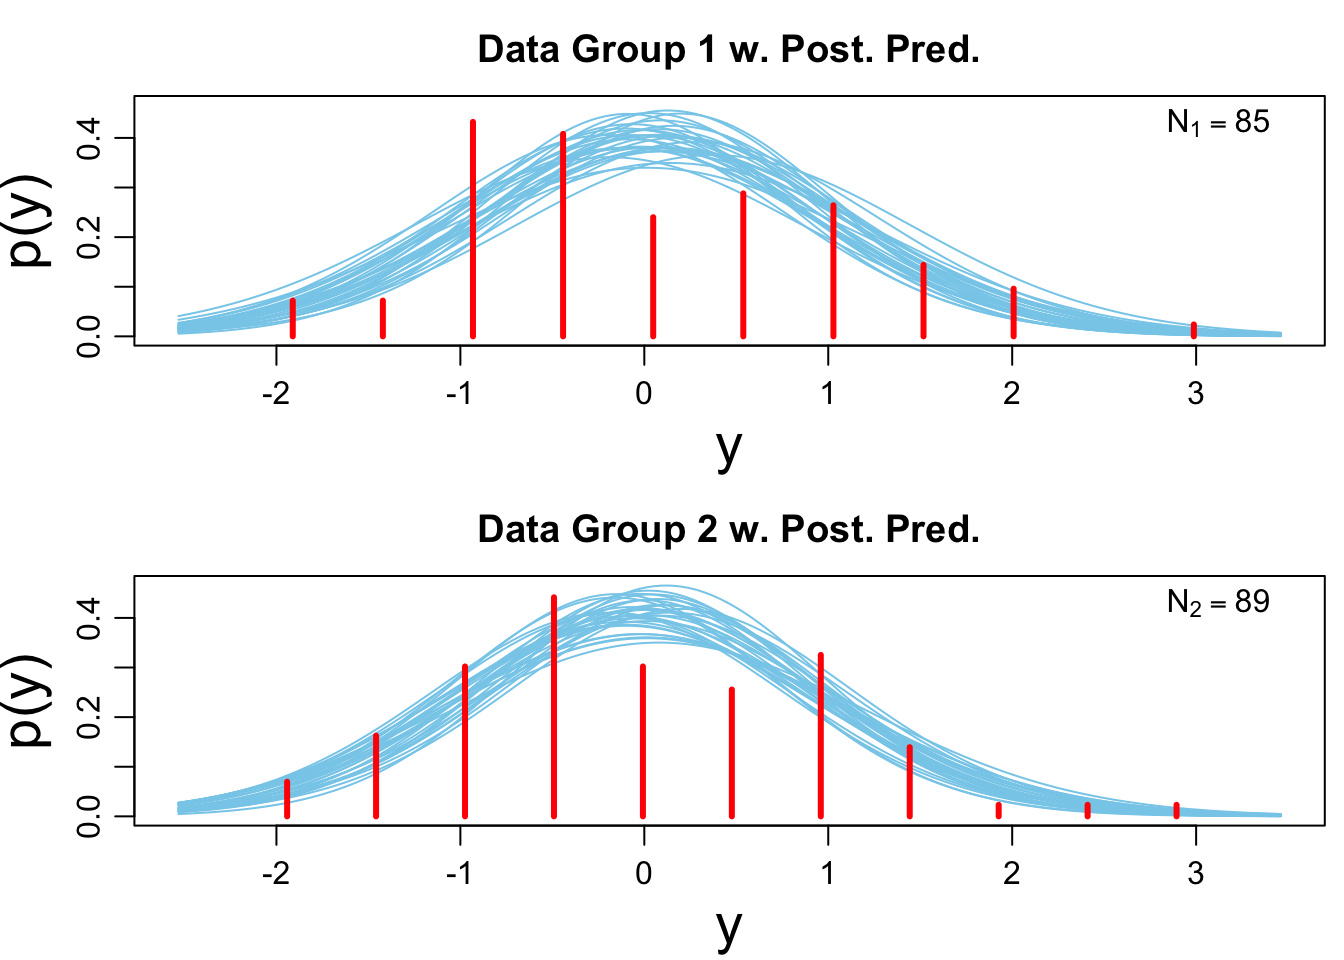 Data Group 1 w. Post. Pred.
N₁ = 85
p(y)
0.4
0.2
0.0
-2 -1 0 1 2 3
y
Data Group 2 w. Post. Pred.
N₂ = 89
p(y)
0.4
0.2
0.0
-2 -1 0 1 2 3
y